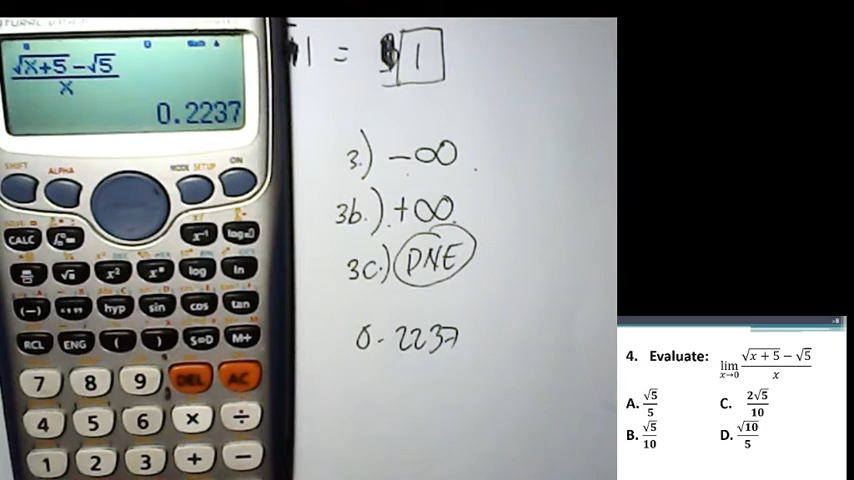 √x+5 −√5
x
0.2237
SHIFT ALPHA MODE SETUP ON
CALC x⁻¹ log
√ x² log ln
(−) hyp sin cos tan
RCL ENG ( ) S⇔D M+
7 8 9 DEL AC
4 5 6 × ÷
1 2 3 + −
1 = 1
3.) −∞
3b.) +∞
3c.) DNE
0.2237
4. Evaluate: lim x→0 √x + 5 − √5 / x
A. √5/5 C. 2√5/10
B. √5/10 D. √10/5